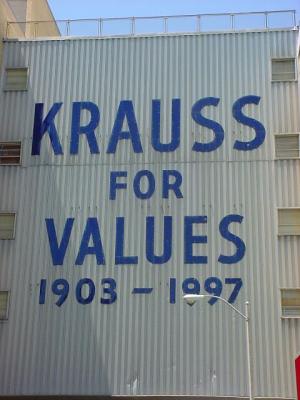 KRAUSS
FOR
VALUES
1903 - 1997